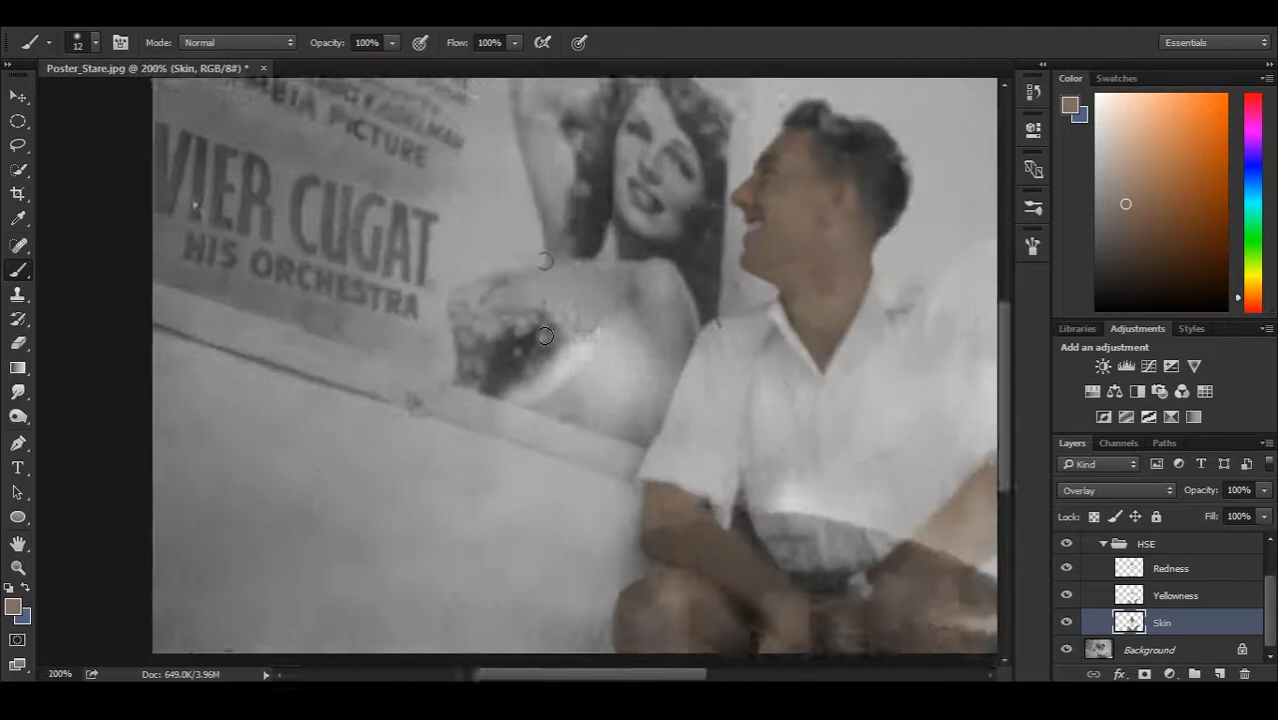 12
Mode:
Normal
Opacity:
100%
Flow:
100%
Essentials
Poster_Stare.jpg @ 200% (Skin, RGB/8#) *
Color
Swatches
PICTURE
VIER CUGAT
HIS ORCHESTRA
Libraries
Adjustments
Styles
Add an adjustment
Layers
Channels
Paths
Kind
Overlay
Opacity:
100%
Lock:
Fill:
100%
HSE
Redness
Yellowness
Skin
Background
200%
Doc: 649.0K/3.96M